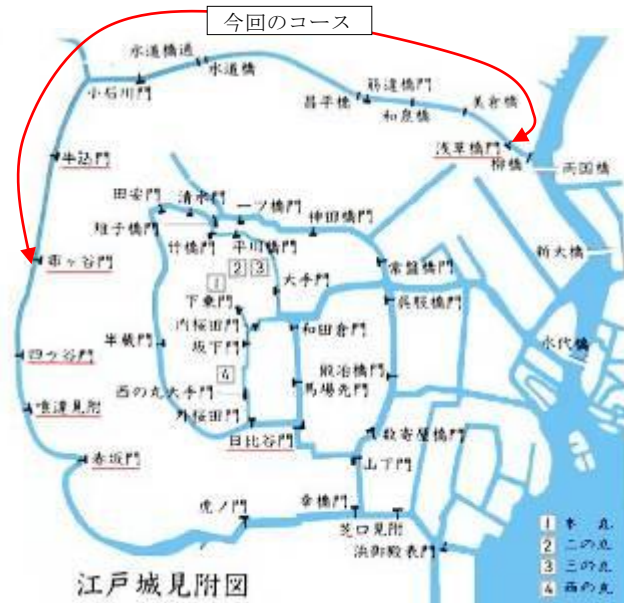 今回のコース
水道橋通
水道橋
小石川門
昌平橋
筋違橋門
和泉橋
美倉橋
浅草橋門
柳橋
両国橋
牛込門
市ヶ谷門
四ツ谷門
喰違見附
赤坂門
田安門
清水門
一ツ橋門
神田橋門
雉子橋門
竹橋門
平川橋門
常盤橋門
新大橋
1
2
3
大手門
下乗門
呉服橋門
内桜田門
和田倉門
坂下門
半蔵門
永代橋
鍛冶橋門
馬場先門
4
西の丸大手門
外桜田門
日比谷門
数寄屋橋門
山下門
虎ノ門
幸橋門
芝口見附
浜御殿表門
1 本丸
2 二の丸
3 三の丸
4 西の丸
江戸城見附図